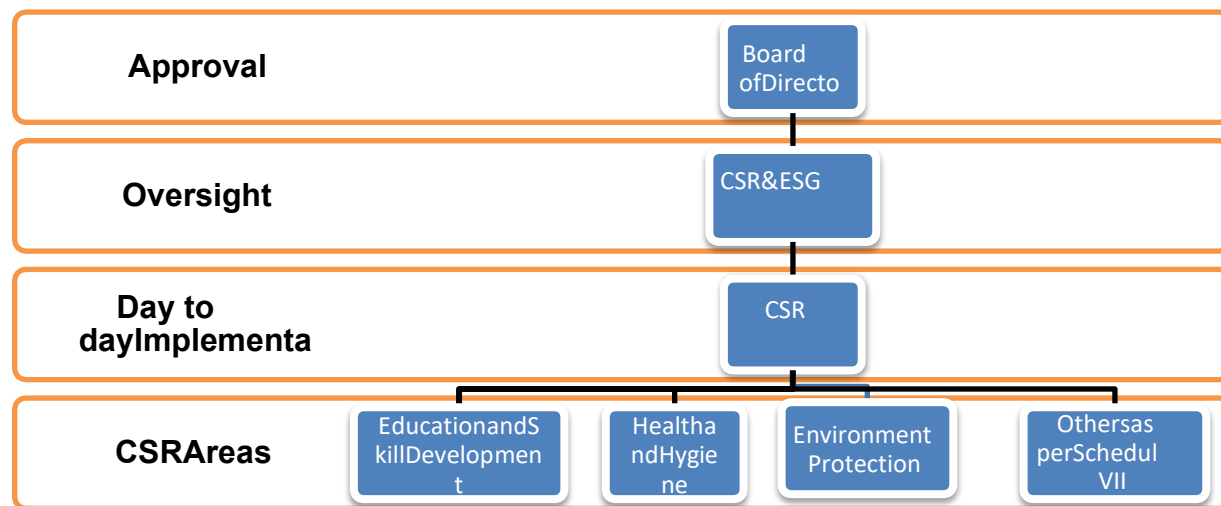 Approval
Board
ofDirecto
Oversight
CSR&ESG
Day to
dayImplementa
CSR
CSRAreas
EducationandS
killDevelopmen
t
Healtha
ndHygie
ne
Environment
Protection
Othersas
perSchedul
VII